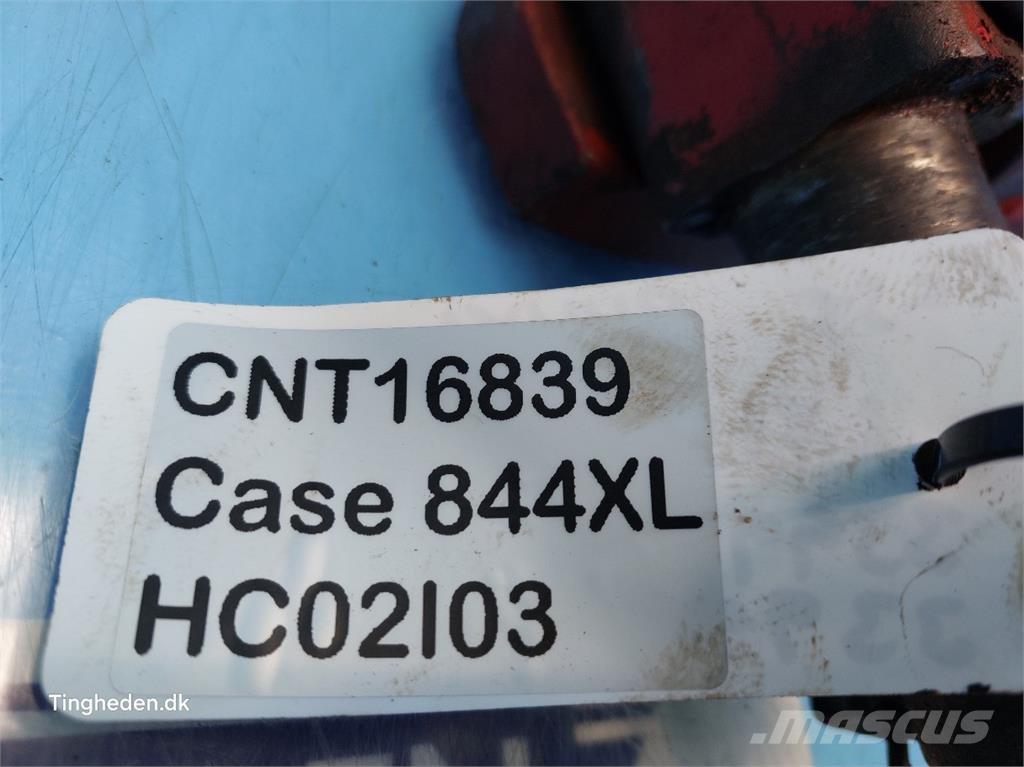 CNT16839
Case 844XL
HC02I03
Tingheden.dk
mascus